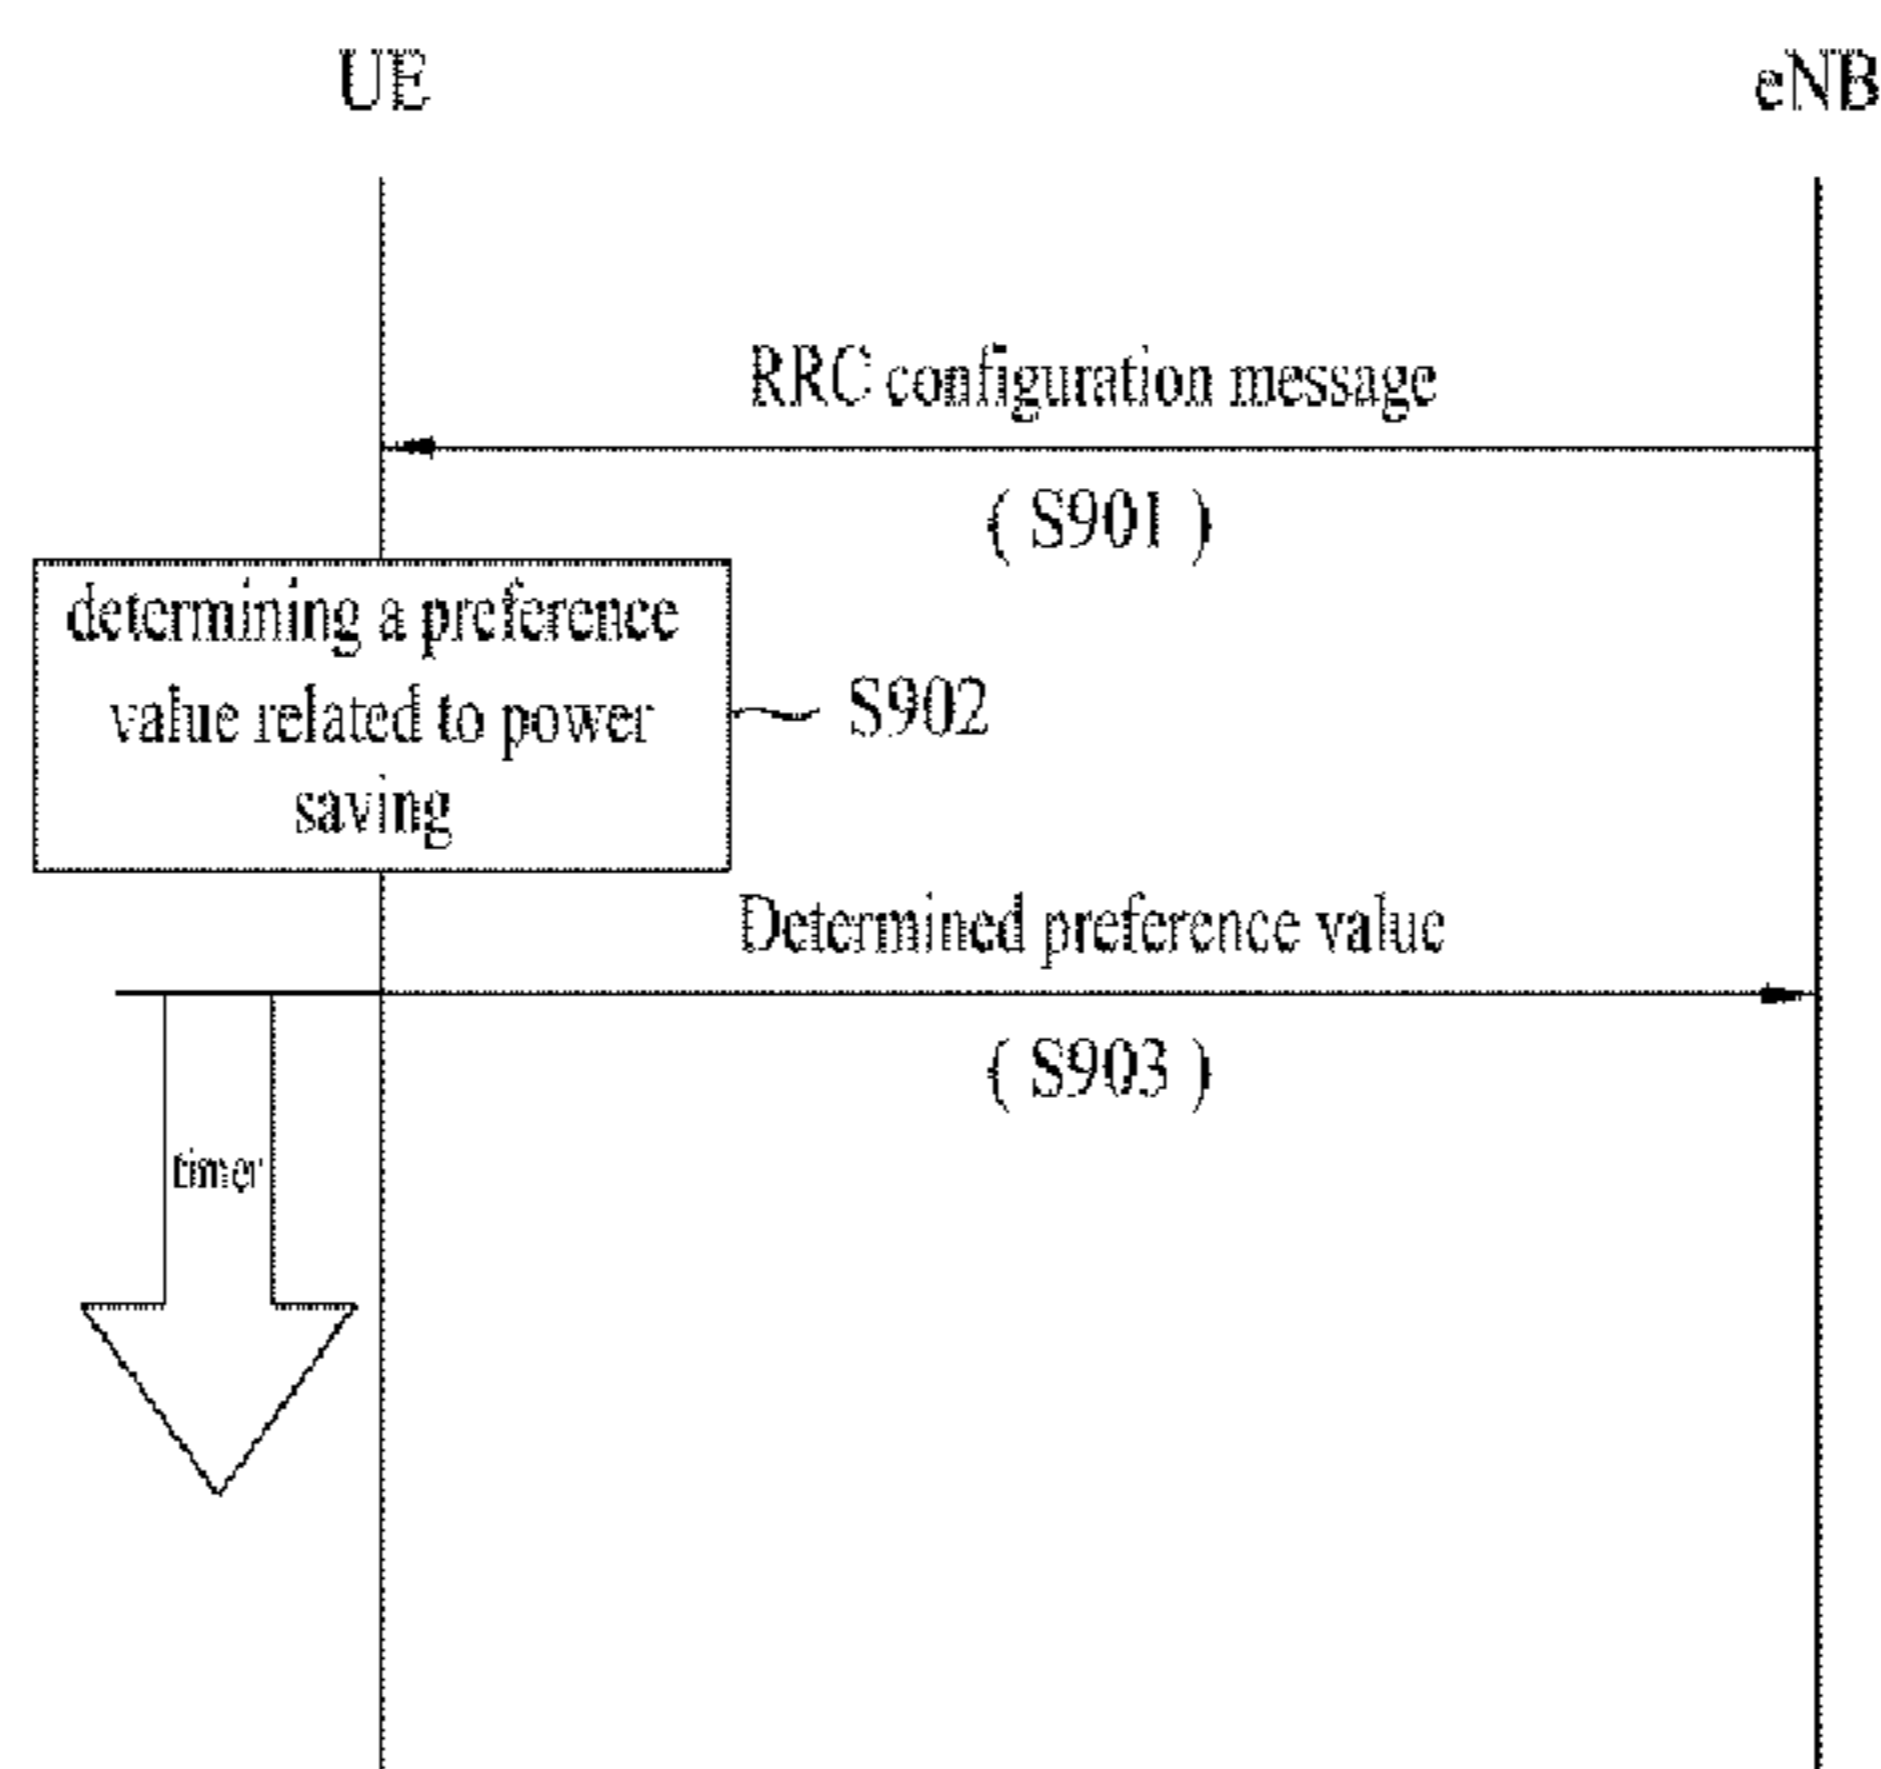 UE
eNB
RRC configuration message
( S901 )
determining a preference
value related to power
saving
S902
Determined preference value
( S903 )
timer